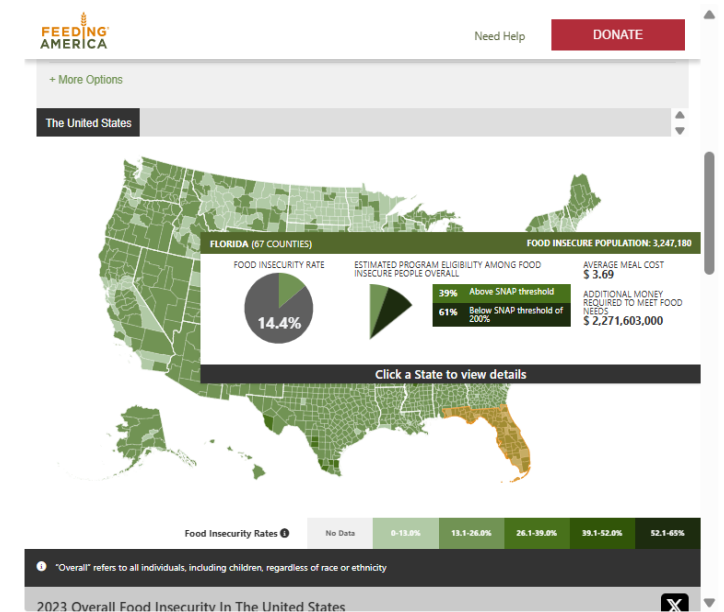 FEEDING
AMERICA
Need Help
DONATE
+ More Options
The United States
FLORIDA (67 COUNTIES)
FOOD INSECURE POPULATION: 3,247,180
FOOD INSECURITY RATE
14.4%
ESTIMATED PROGRAM ELIGIBILITY AMONG FOOD
INSECURE PEOPLE OVERALL
39% Above SNAP threshold
61% Below SNAP threshold of
200%
AVERAGE MEAL COST
$ 3.69
ADDITIONAL MONEY
REQUIRED TO MEET FOOD
NEEDS
$ 2,271,603,000
Click a State to view details
Food Insecurity Rates
No Data
0-13.0%
13.1-26.0%
26.1-39.0%
39.1-52.0%
52.1-65%
"Overall" refers to all individuals, including children, regardless of race or ethnicity
2023 Overall Food Insecurity In The United States
X